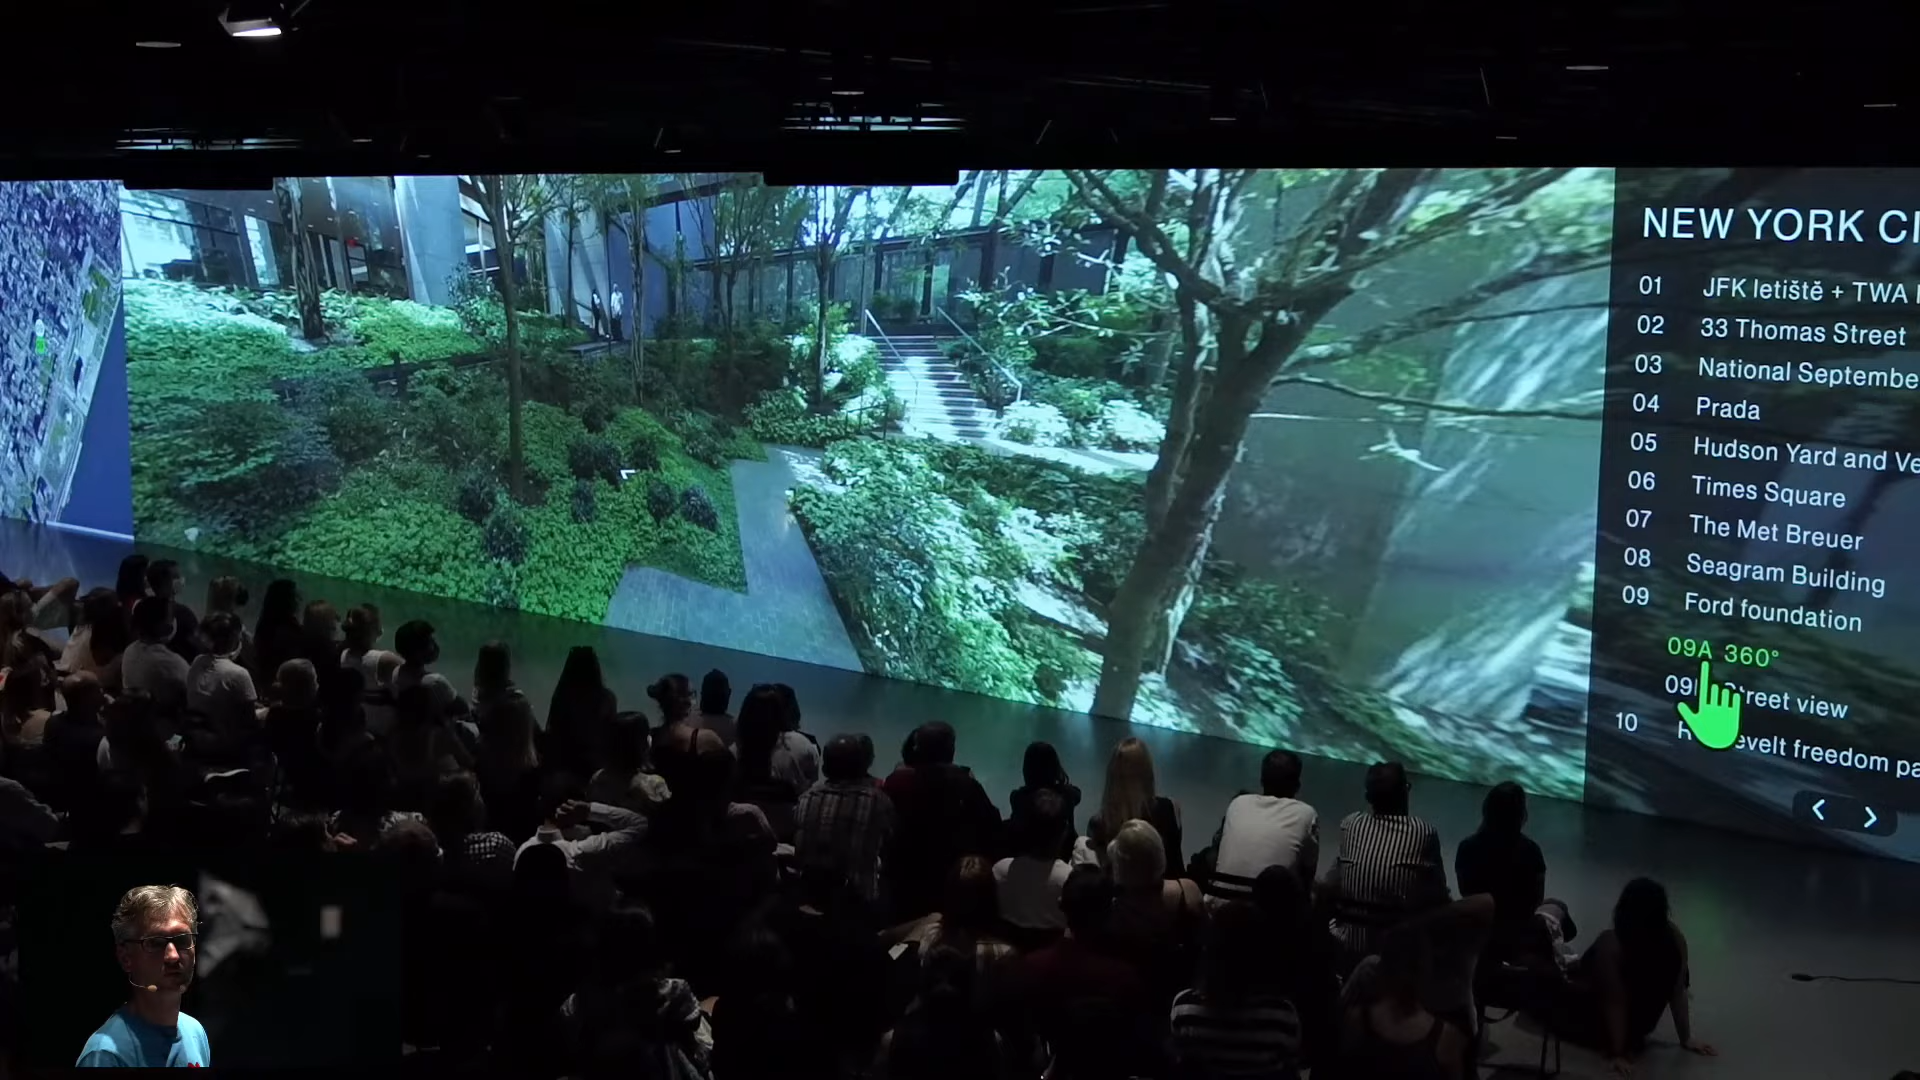 NEW YORK CI
01 JFK letiště + TWA
02 33 Thomas Street
03 National Septembe
04 Prada
05 Hudson Yard and Ve
06 Times Square
07 The Met Breuer
08 Seagram Building
09 Ford foundation
09A 360°
09 treet view
10 R evelt freedom pa